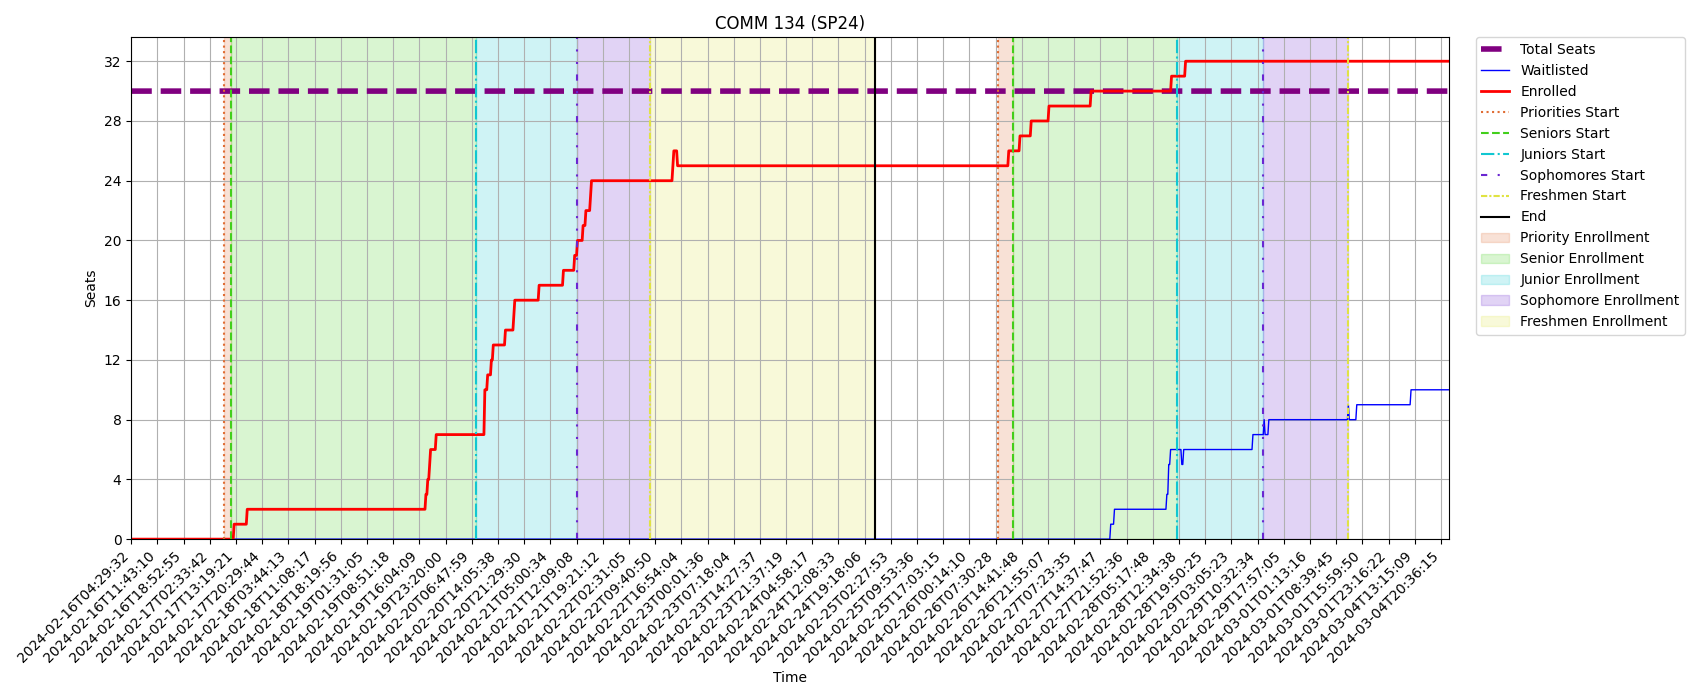 COMM 134 (SP24)
Seats
32
28
24
20
16
12
8
4
0
2024-02-16T04:29:32
2024-02-16T11:43:10
2024-02-16T18:52:55
2024-02-17T02:33:42
2024-02-17T13:19:21
2024-02-17T20:29:44
2024-02-18T03:44:13
2024-02-18T11:08:17
2024-02-18T18:19:56
2024-02-19T01:31:05
2024-02-19T08:51:18
2024-02-19T16:04:09
2024-02-19T23:20:00
2024-02-20T06:47:59
2024-02-20T14:05:38
2024-02-20T21:29:30
2024-02-21T05:00:34
2024-02-21T12:09:08
2024-02-21T19:21:12
2024-02-22T02:31:05
2024-02-22T09:40:50
2024-02-22T16:54:04
2024-02-23T00:01:36
2024-02-23T07:18:04
2024-02-23T14:27:37
2024-02-23T21:37:19
2024-02-24T04:58:17
2024-02-24T12:08:33
2024-02-24T19:18:06
2024-02-25T02:27:53
2024-02-25T09:53:36
2024-02-25T17:03:15
2024-02-26T00:14:10
2024-02-26T07:30:28
2024-02-26T14:41:48
2024-02-26T21:55:07
2024-02-27T07:23:35
2024-02-27T14:37:47
2024-02-27T21:52:36
2024-02-28T05:17:48
2024-02-28T12:34:38
2024-02-28T19:50:25
2024-02-29T03:05:23
2024-02-29T10:32:34
2024-02-29T17:57:05
2024-03-01T01:13:16
2024-03-01T08:39:45
2024-03-01T15:59:50
2024-03-01T23:16:22
2024-03-04T13:15:09
2024-03-04T20:36:15
Time
Total Seats
Waitlisted
Enrolled
Priorities Start
Seniors Start
Juniors Start
Sophomores Start
Freshmen Start
End
Priority Enrollment
Senior Enrollment
Junior Enrollment
Sophomore Enrollment
Freshmen Enrollment